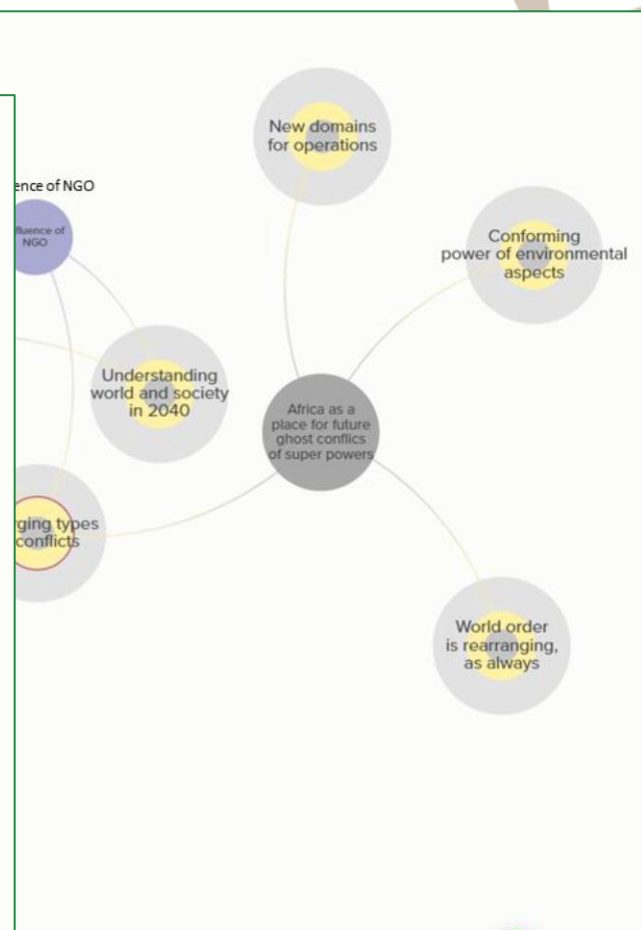 New domains
for operations
ence of NGO
fluence of
NGO
Conforming
power of environmental
aspects
Understanding
world and society
in 2040
Africa as a
place for future
ghost conflics
of super powers
ging types
conflicts
World order
is rearranging,
as always